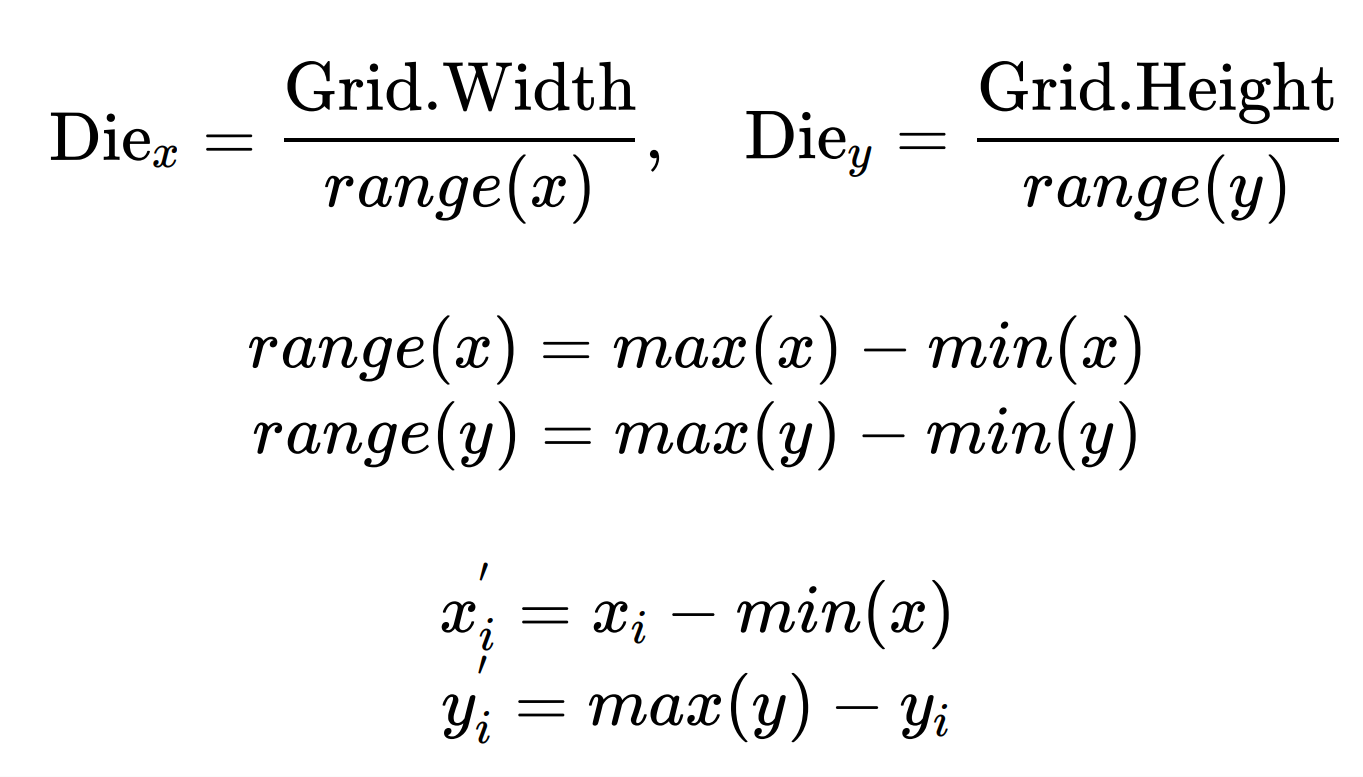 Die_x = Grid.Width / range(x), Die_y = Grid.Height / range(y)
range(x) = max(x) − min(x)
range(y) = max(y) − min(y)
x_i' = x_i − min(x)
y_i' = max(y) − y_i